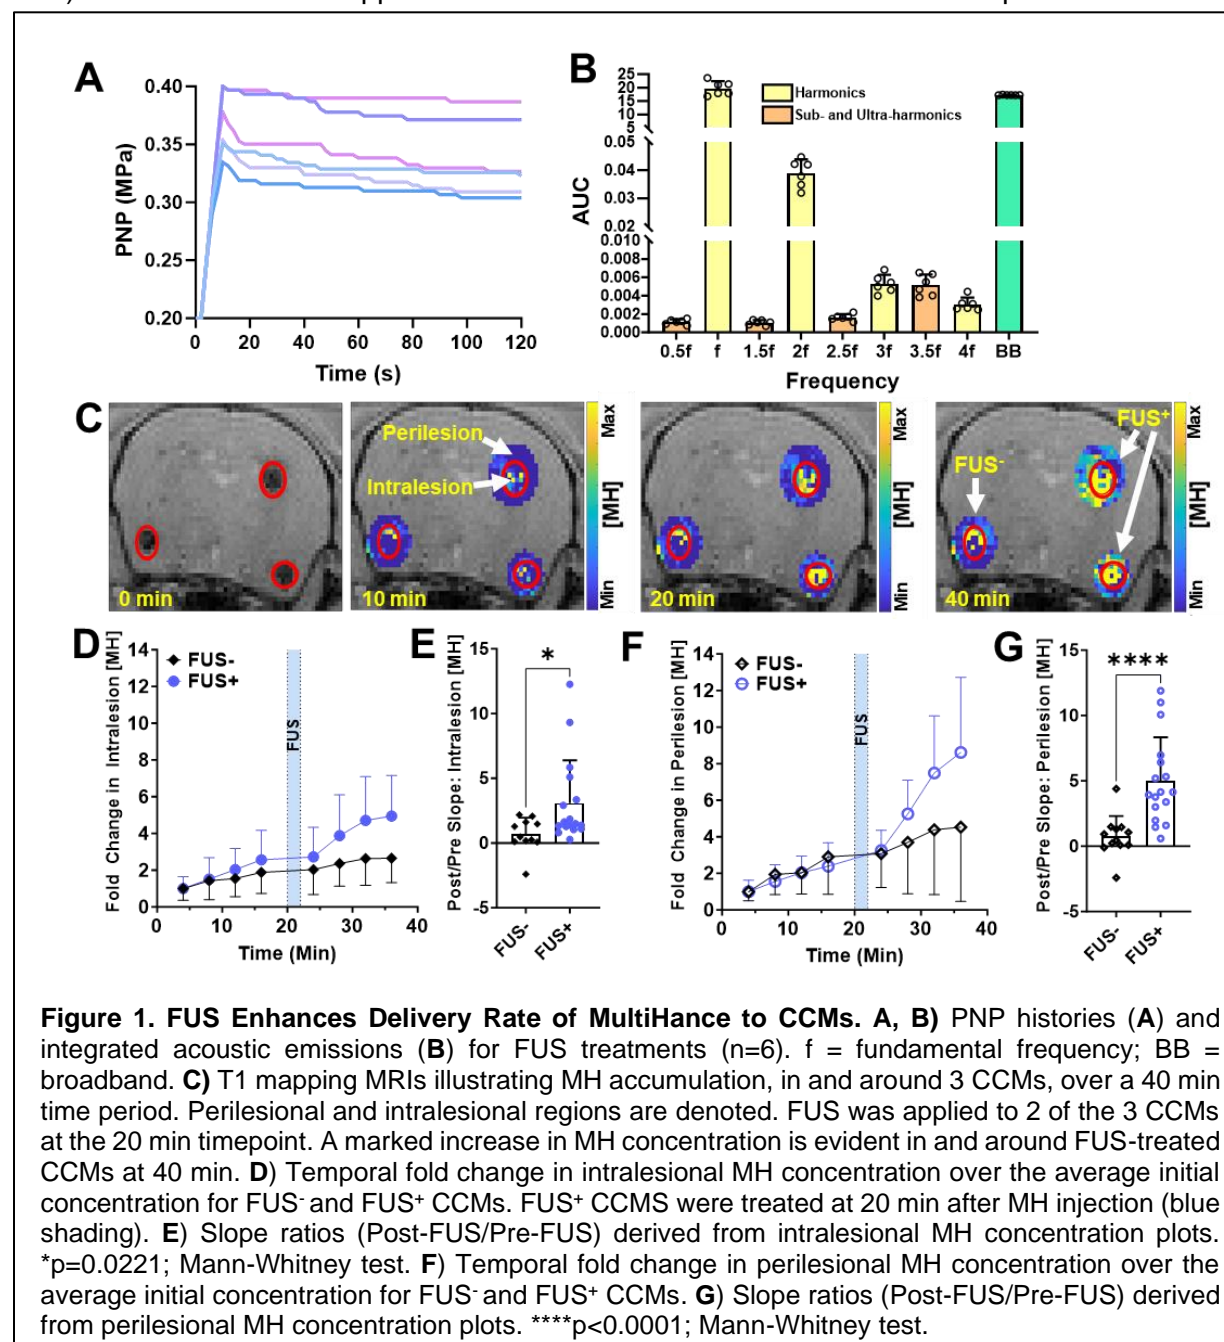 A
0.40
0.35
0.30
0.25
0.20
PNP (MPa)
0 20 40 60 80 100 120
Time (s)
B
25
20
15
10
5
0.05
0.04
0.03
0.02
0.010
0.008
0.006
0.004
0.002
0.000
AUC
Harmonics
Sub- and Ultra-harmonics
0.5f f 1.5f 2f 2.5f 3f 3.5f 4f BB
Frequency
C
0 min
Perilesion
Intralesion
10 min
Max
[MH]
Min
20 min
Max
[MH]
Min
FUS+
FUS-
40 min
Max
[MH]
Min
D
Fold Change in Intralesion [MH]
14
12
10
8
6
4
2
0
FUS-
FUS+
FUS
0 10 20 30 40
Time (Min)
E
Post/Pre Slope: Intralesion [MH]
15
10
5
0
-5
*
FUS- FUS+
F
Fold Change in Perilesion [MH]
14
12
10
8
6
4
2
0
FUS-
FUS+
FUS
0 10 20 30 40
Time (Min)
G
Post/Pre Slope: Perilesion [MH]
15
10
5
0
-5
****
FUS- FUS+
Figure 1. FUS Enhances Delivery Rate of MultiHance to CCMs. A, B) PNP histories (A) and
integrated acoustic emissions (B) for FUS treatments (n=6). f = fundamental frequency; BB =
broadband. C) T1 mapping MRIs illustrating MH accumulation, in and around 3 CCMs, over a 40 min
time period. Perilesional and intralesional regions are denoted. FUS was applied to 2 of the 3 CCMs
at the 20 min timepoint. A marked increase in MH concentration is evident in and around FUS-treated
CCMs at 40 min. D) Temporal fold change in intralesional MH concentration over the average initial
concentration for FUS- and FUS+ CCMs. FUS+ CCMS were treated at 20 min after MH injection (blue
shading). E) Slope ratios (Post-FUS/Pre-FUS) derived from intralesional MH concentration plots.
*p=0.0221; Mann-Whitney test. F) Temporal fold change in perilesional MH concentration over the
average initial concentration for FUS- and FUS+ CCMs. G) Slope ratios (Post-FUS/Pre-FUS) derived
from perilesional MH concentration plots. ****p<0.0001; Mann-Whitney test.